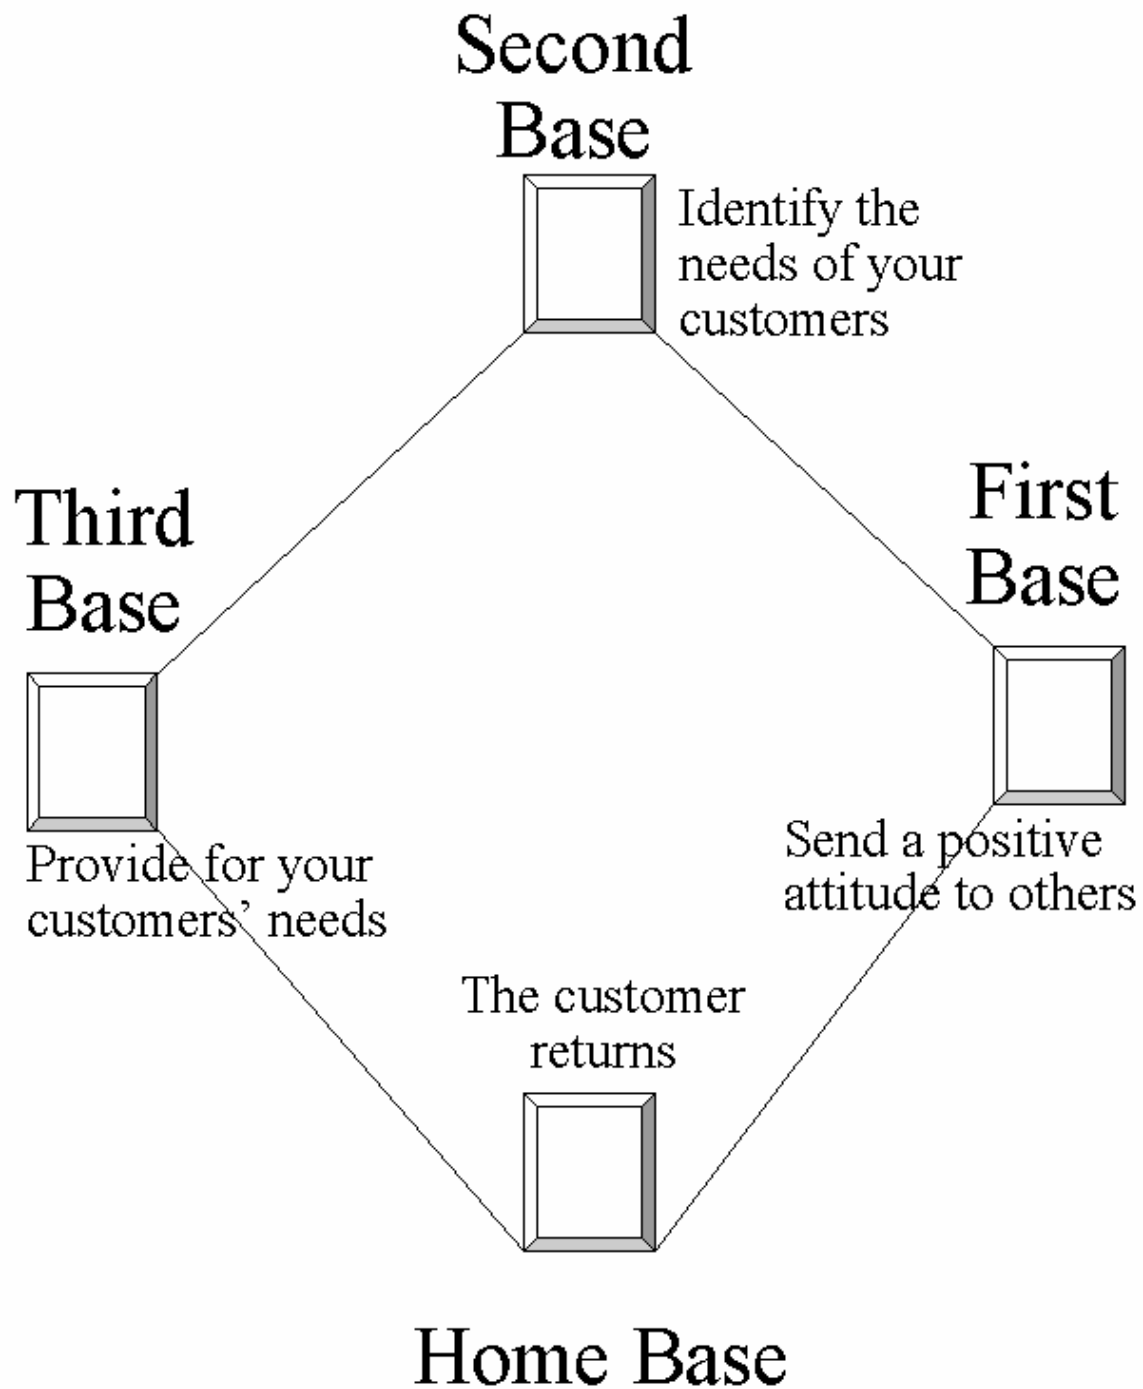 Second
Base
Identify the
needs of your
customers
Third
Base
First
Base
Provide for your
customers’ needs
Send a positive
attitude to others
The customer
returns
Home Base